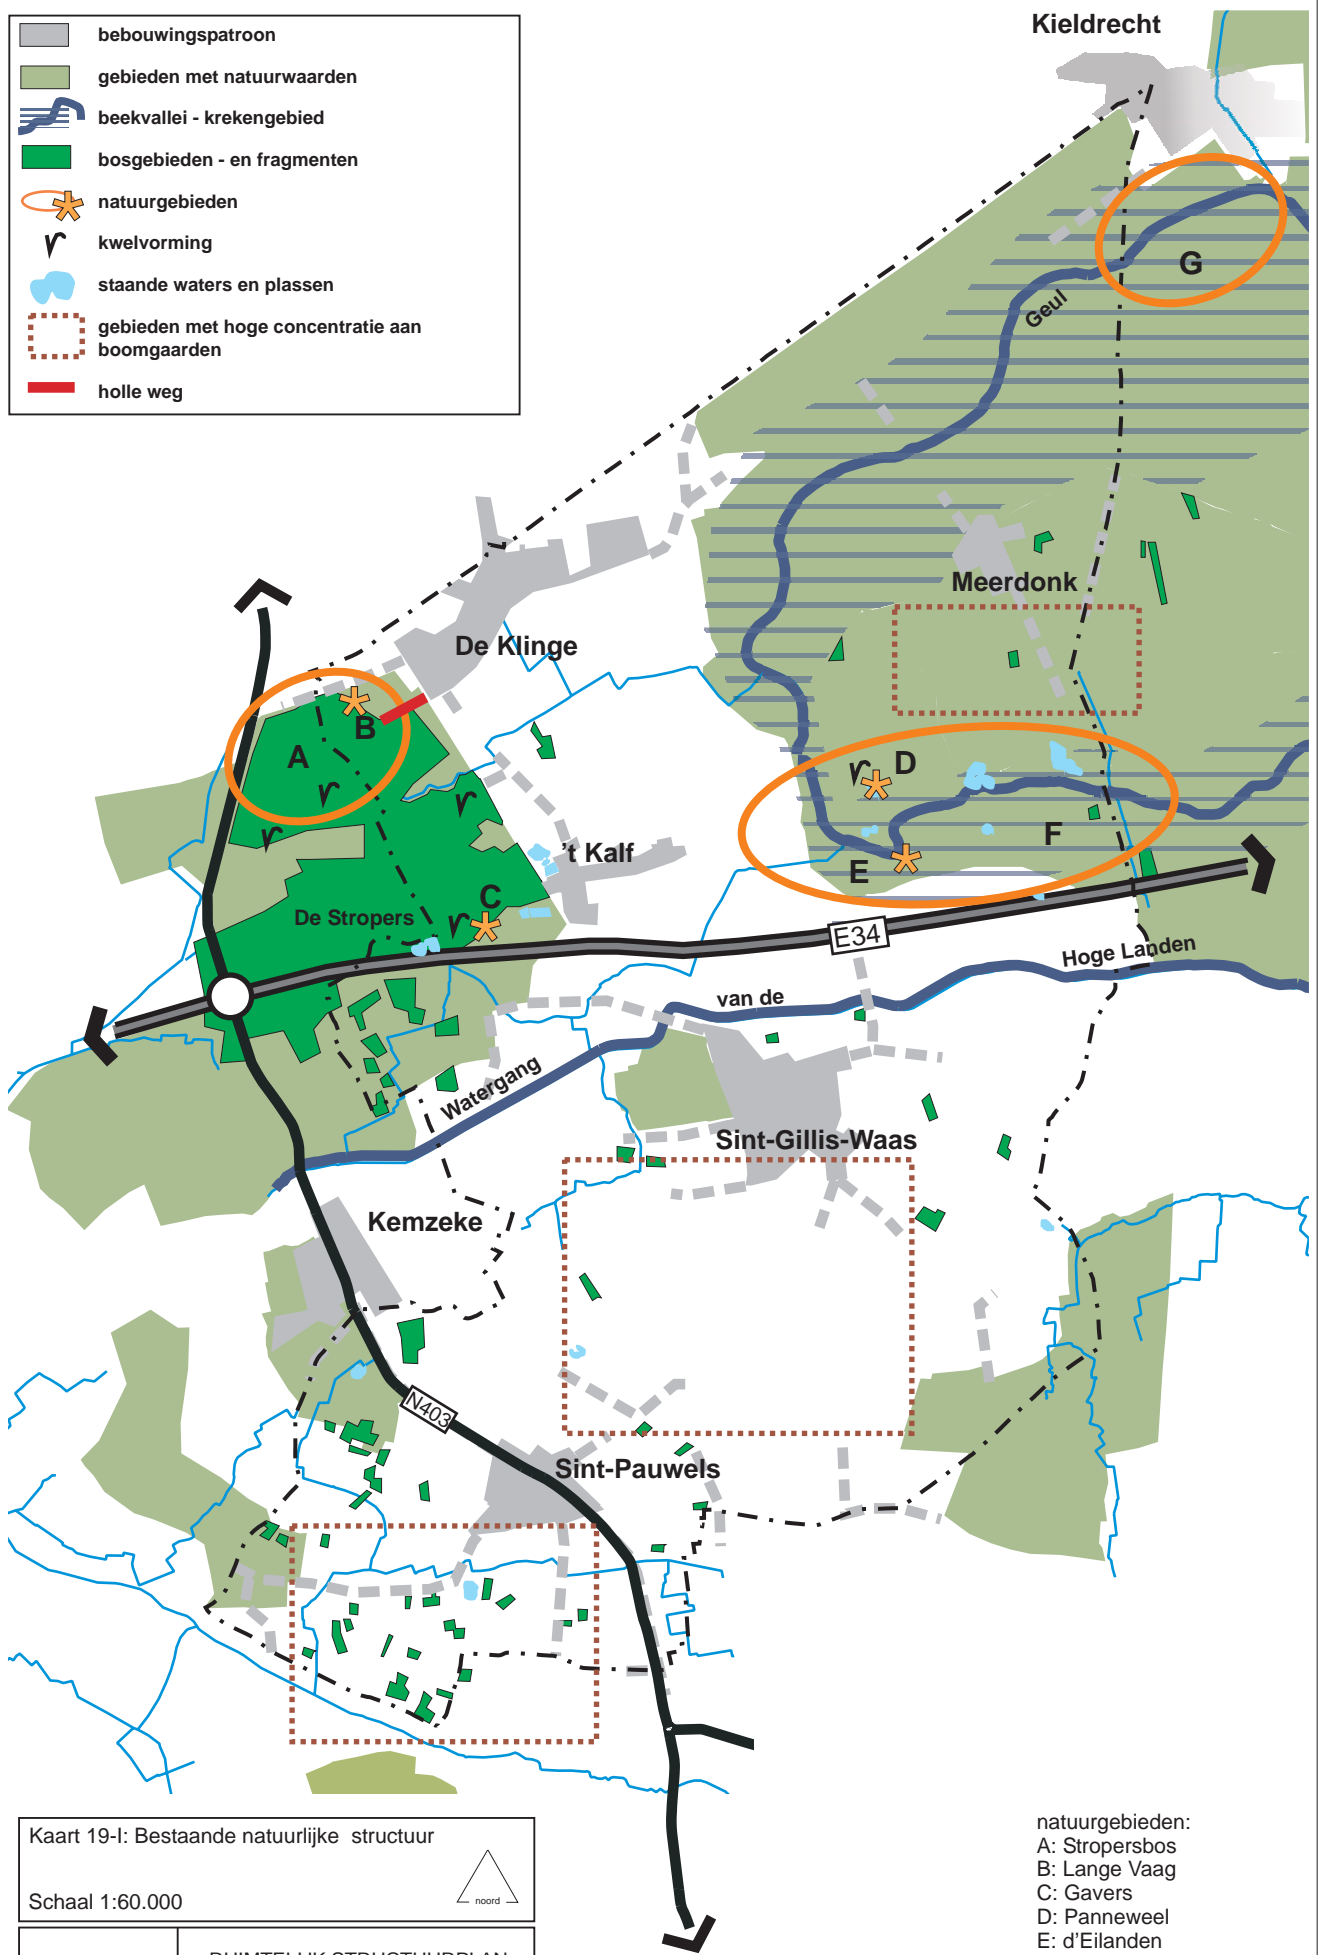 bebouwingspatroon
gebieden met natuurwaarden
beekvallei - krekengebied
bosgebieden - en fragmenten
natuurgebieden
kwelvorming
staande waters en plassen
gebieden met hoge concentratie aan
boomgaarden
holle weg
Kieldrecht
G
Geul
Meerdonk
De Klinge
B
A
D
't Kalf
F
E
C
De Stropers
E34
Hoge Landen
van de
Watergang
Sint-Gillis-Waas
Kemzeke
N403
Sint-Pauwels
Kaart 19-I: Bestaande natuurlijke structuur
Schaal 1:60.000
noord
RUIMTELIJK STRUCTUURPLAN
natuurgebieden:
A: Stropersbos
B: Lange Vaag
C: Gavers
D: Panneweel
E: d'Eilanden